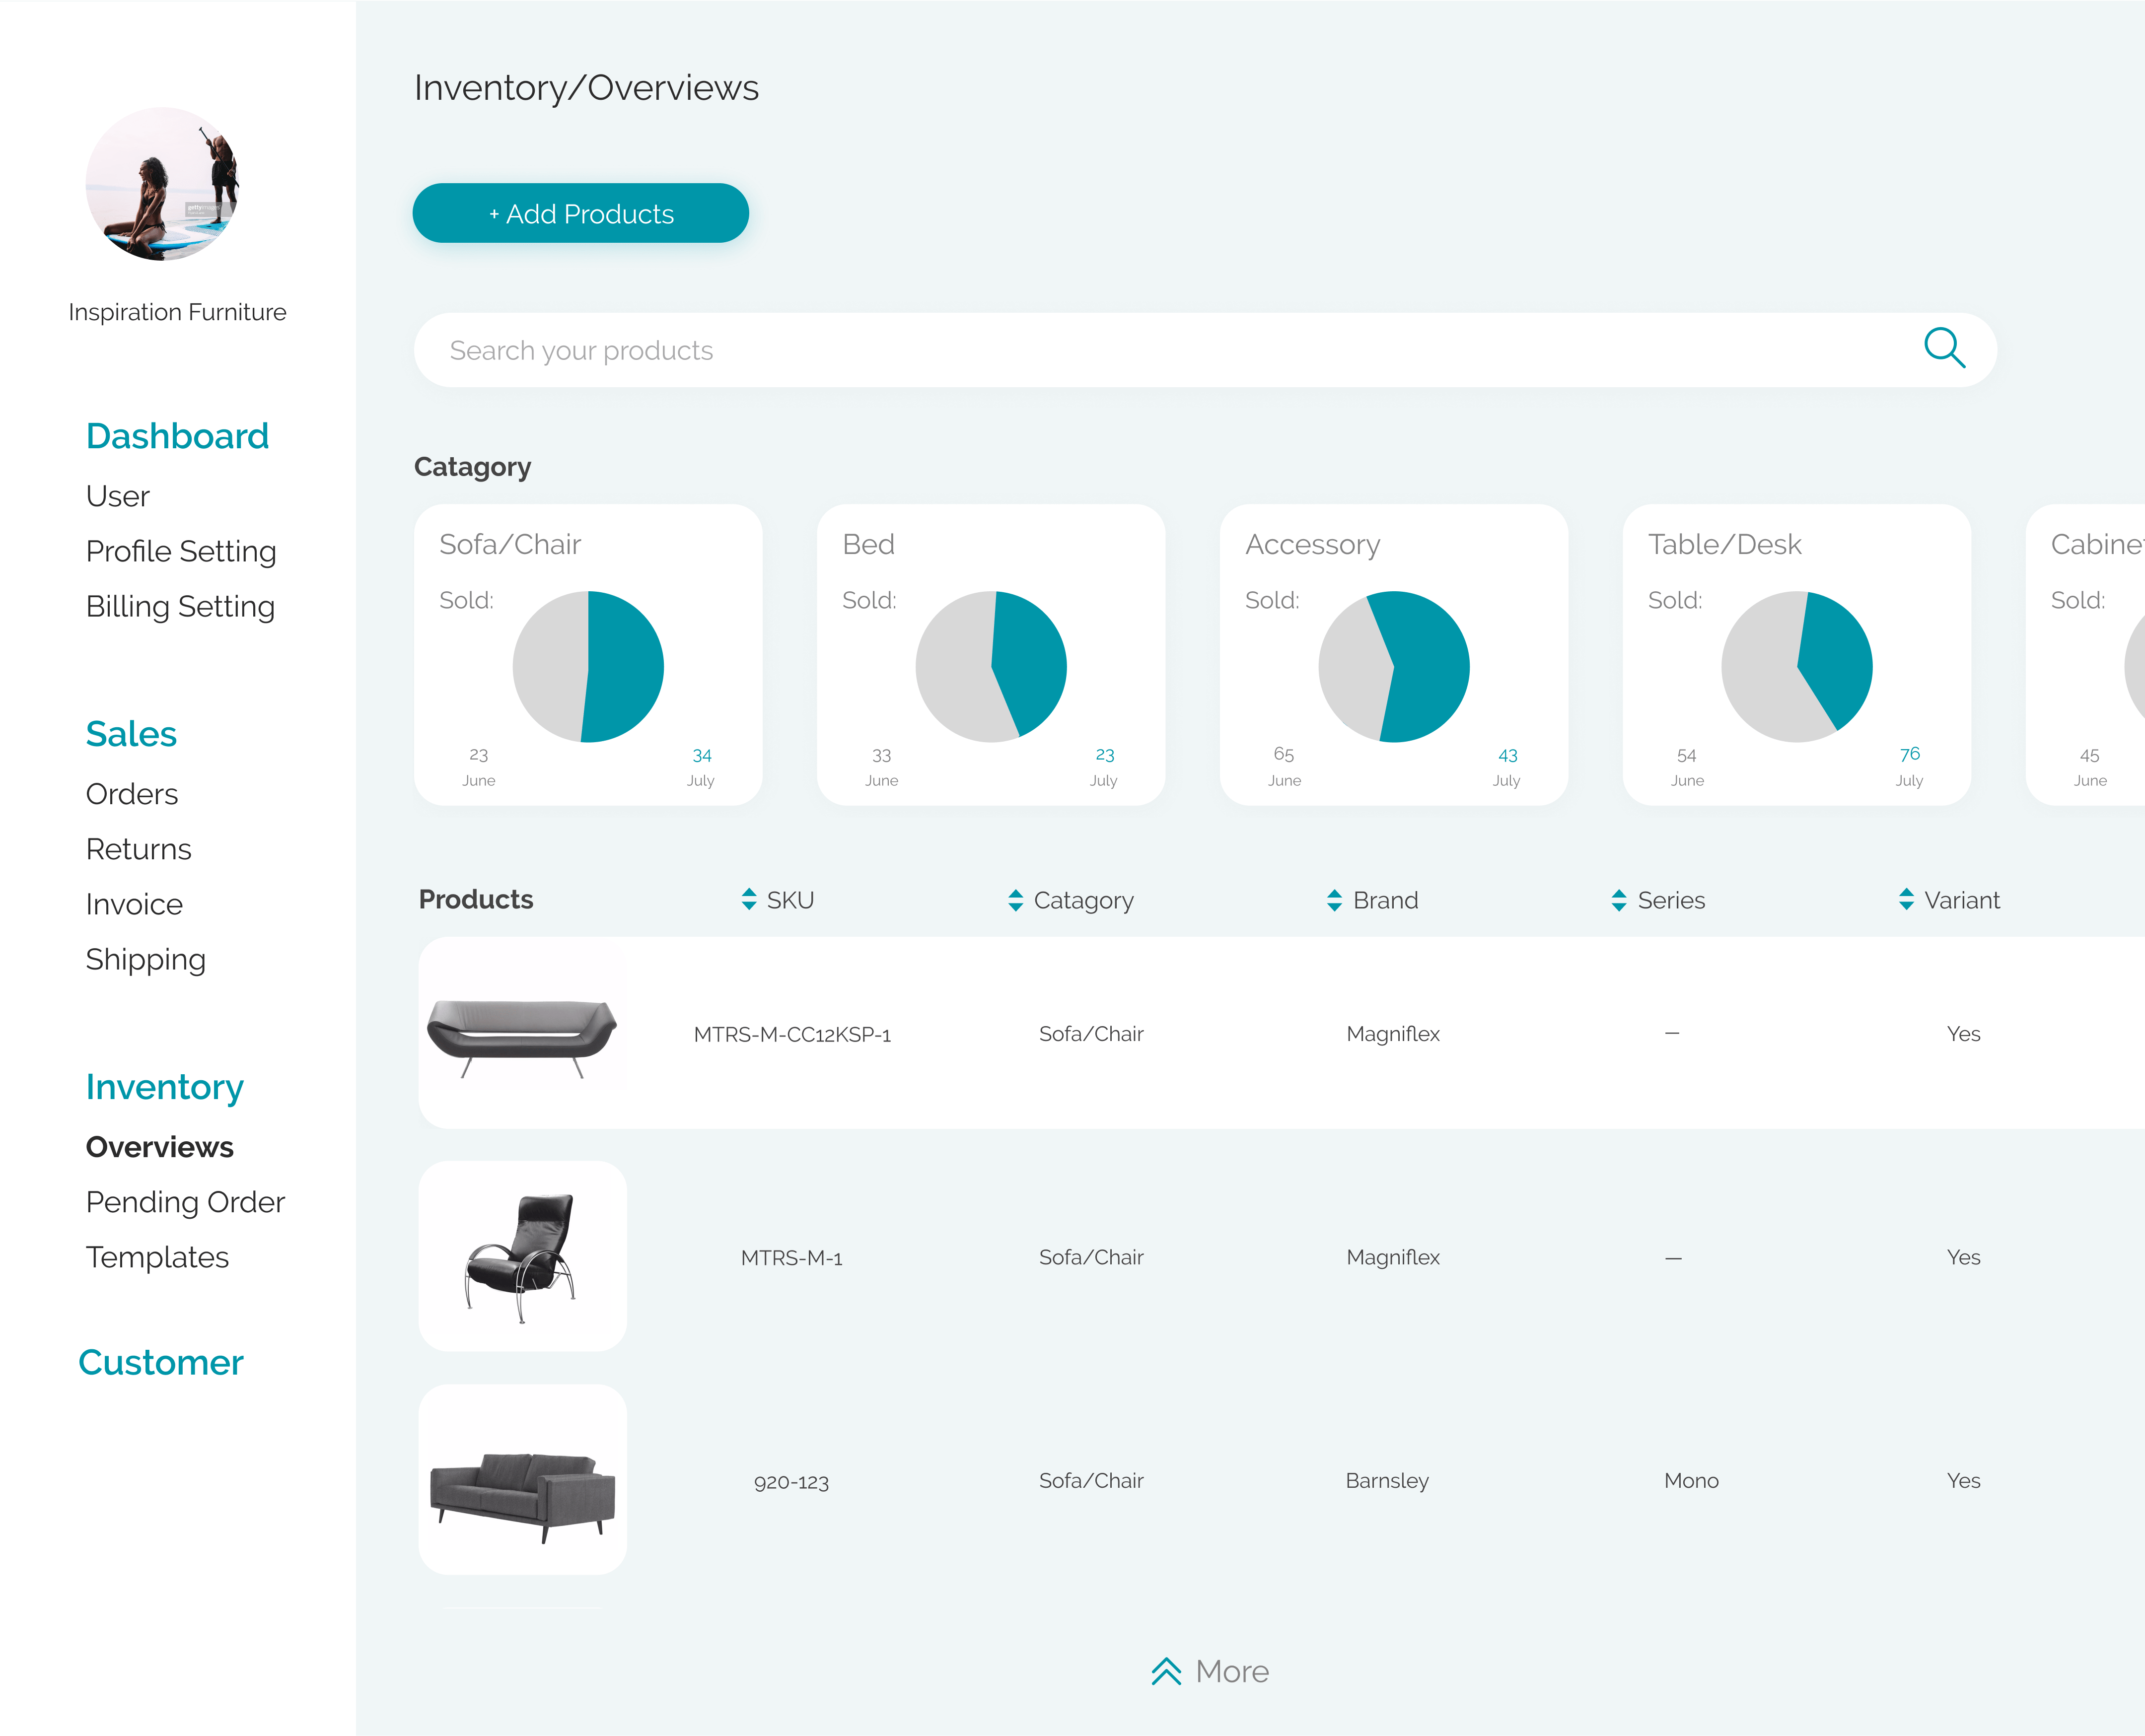 Inventory/Overviews
+ Add Products
gettyimages
Inspiration Furniture
Search your products
Dashboard
User
Profile Setting
Billing Setting
Sales
Orders
Returns
Invoice
Shipping
Inventory
Overviews
Pending Order
Templates
Customer
Catagory
Sofa/Chair
Sold:
23
June
34
July
Bed
Sold:
33
June
23
July
Accessory
Sold:
65
June
43
July
Table/Desk
Sold:
54
June
76
July
Cabine
Sold:
45
June
Products SKU Catagory Brand Series Variant
MTRS-M-CC12KSP-1 Sofa/Chair Magniflex — Yes
MTRS-M-1 Sofa/Chair Magniflex — Yes
920-123 Sofa/Chair Barnsley Mono Yes
More